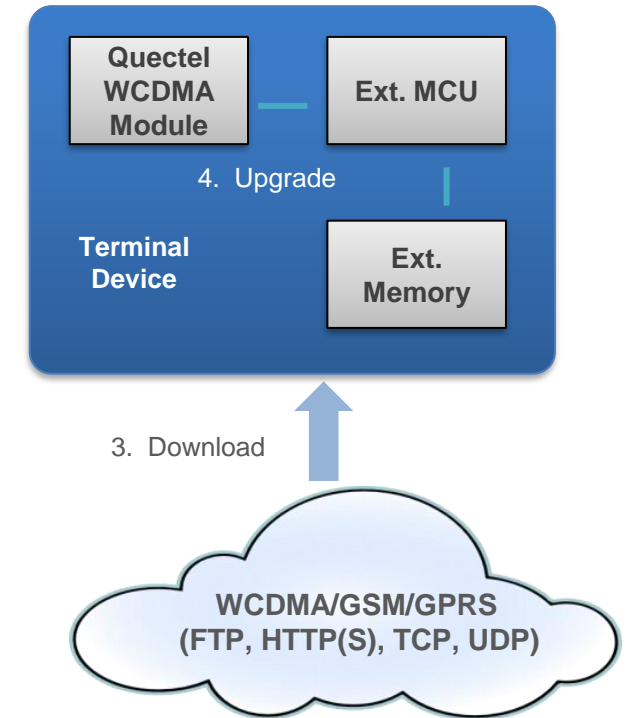 Quectel
WCDMA
Module
Ext. MCU
4. Upgrade
Terminal
Device
Ext.
Memory
3. Download
WCDMA/GSM/GPRS
(FTP, HTTP(S), TCP, UDP)